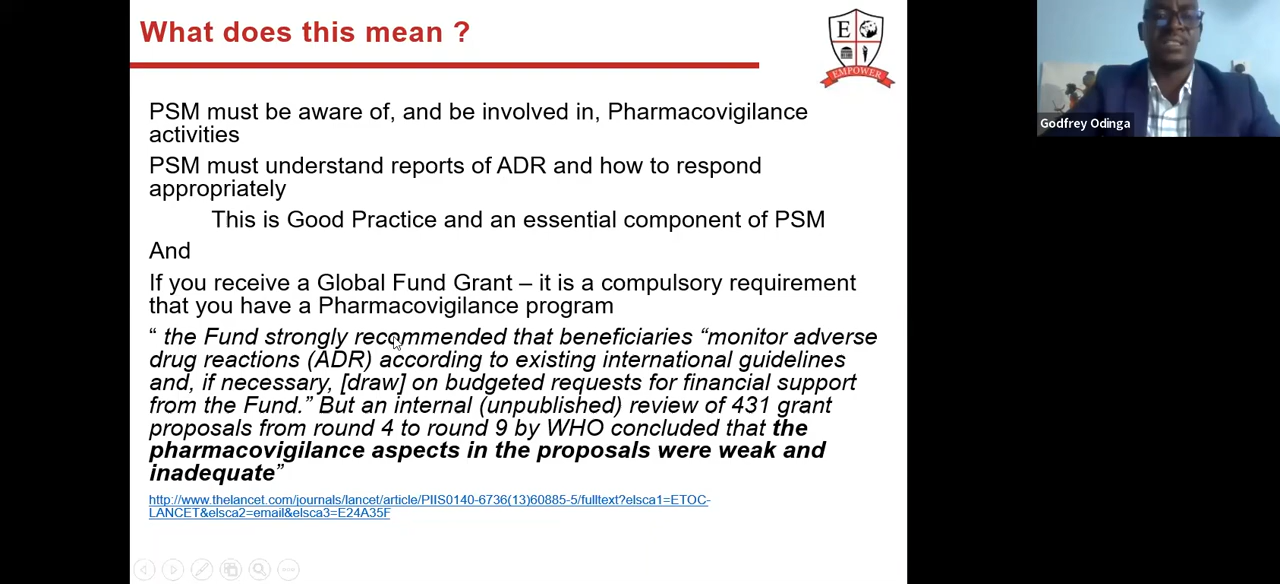 What does this mean ?
E
EMPOWER
PSM must be aware of, and be involved in, Pharmacovigilance
activities
PSM must understand reports of ADR and how to respond
appropriately
This is Good Practice and an essential component of PSM
And
If you receive a Global Fund Grant – it is a compulsory requirement
that you have a Pharmacovigilance program
“ the Fund strongly recommended that beneficiaries “monitor adverse
drug reactions (ADR) according to existing international guidelines
and, if necessary, [draw] on budgeted requests for financial support
from the Fund.” But an internal (unpublished) review of 431 grant
proposals from round 4 to round 9 by WHO concluded that the
pharmacovigilance aspects in the proposals were weak and
inadequate”
http://www.thelancet.com/journals/lancet/article/PIIS0140-6736(13)60885-5/fulltext?elsca1=ETOC-
LANCET&elsca2=email&elsca3=E24A35F
Godfrey Odinga